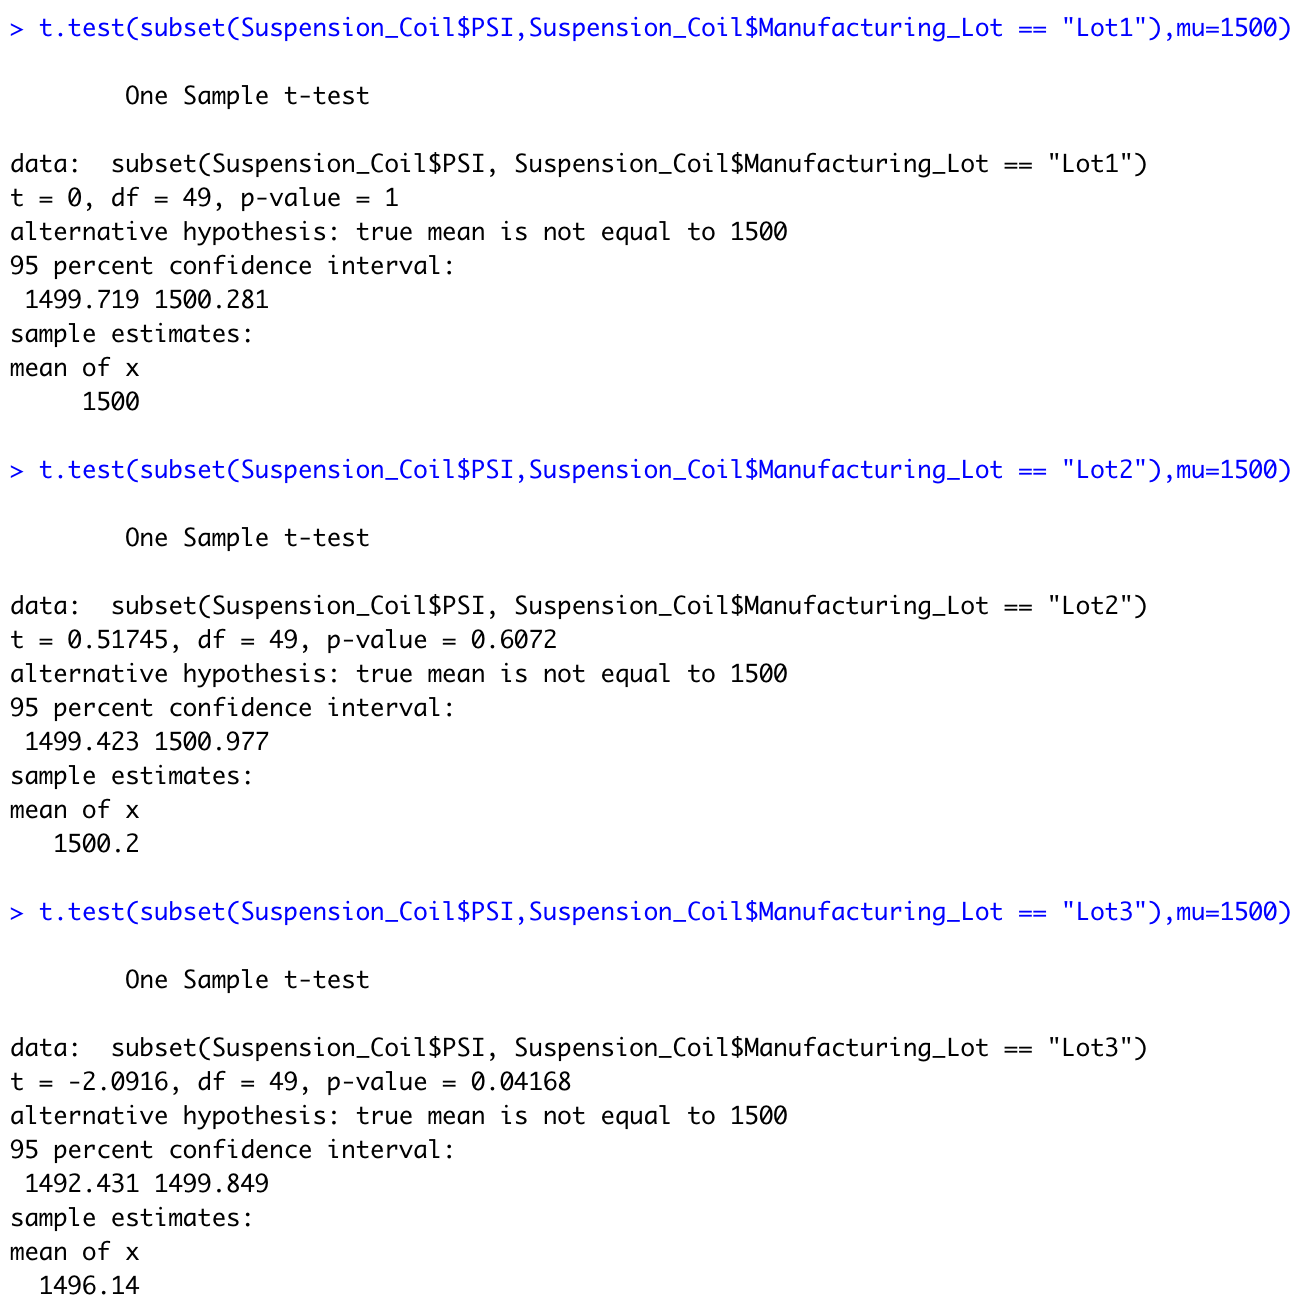 > t.test(subset(Suspension_Coil$PSI,Suspension_Coil$Manufacturing_Lot == "Lot1"),mu=1500)
One Sample t-test
data:  subset(Suspension_Coil$PSI, Suspension_Coil$Manufacturing_Lot == "Lot1")
t = 0, df = 49, p-value = 1
alternative hypothesis: true mean is not equal to 1500
95 percent confidence interval:
1499.719 1500.281
sample estimates:
mean of x
1500
> t.test(subset(Suspension_Coil$PSI,Suspension_Coil$Manufacturing_Lot == "Lot2"),mu=1500)
One Sample t-test
data:  subset(Suspension_Coil$PSI, Suspension_Coil$Manufacturing_Lot == "Lot2")
t = 0.51745, df = 49, p-value = 0.6072
alternative hypothesis: true mean is not equal to 1500
95 percent confidence interval:
1499.423 1500.977
sample estimates:
mean of x
1500.2
> t.test(subset(Suspension_Coil$PSI,Suspension_Coil$Manufacturing_Lot == "Lot3"),mu=1500)
One Sample t-test
data:  subset(Suspension_Coil$PSI, Suspension_Coil$Manufacturing_Lot == "Lot3")
t = -2.0916, df = 49, p-value = 0.04168
alternative hypothesis: true mean is not equal to 1500
95 percent confidence interval:
1492.431 1499.849
sample estimates:
mean of x
1496.14